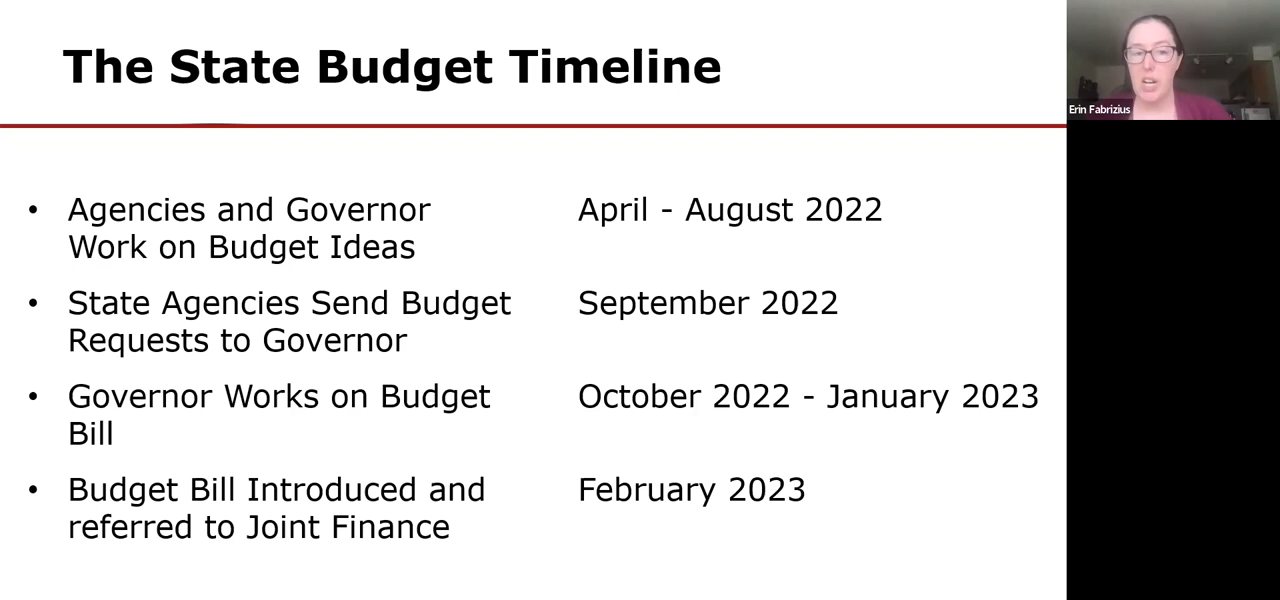 The State Budget Timeline
Erin Fabrizius
• Agencies and Governor
Work on Budget Ideas
April - August 2022
• State Agencies Send Budget
Requests to Governor
September 2022
• Governor Works on Budget
Bill
October 2022 - January 2023
• Budget Bill Introduced and
referred to Joint Finance
February 2023